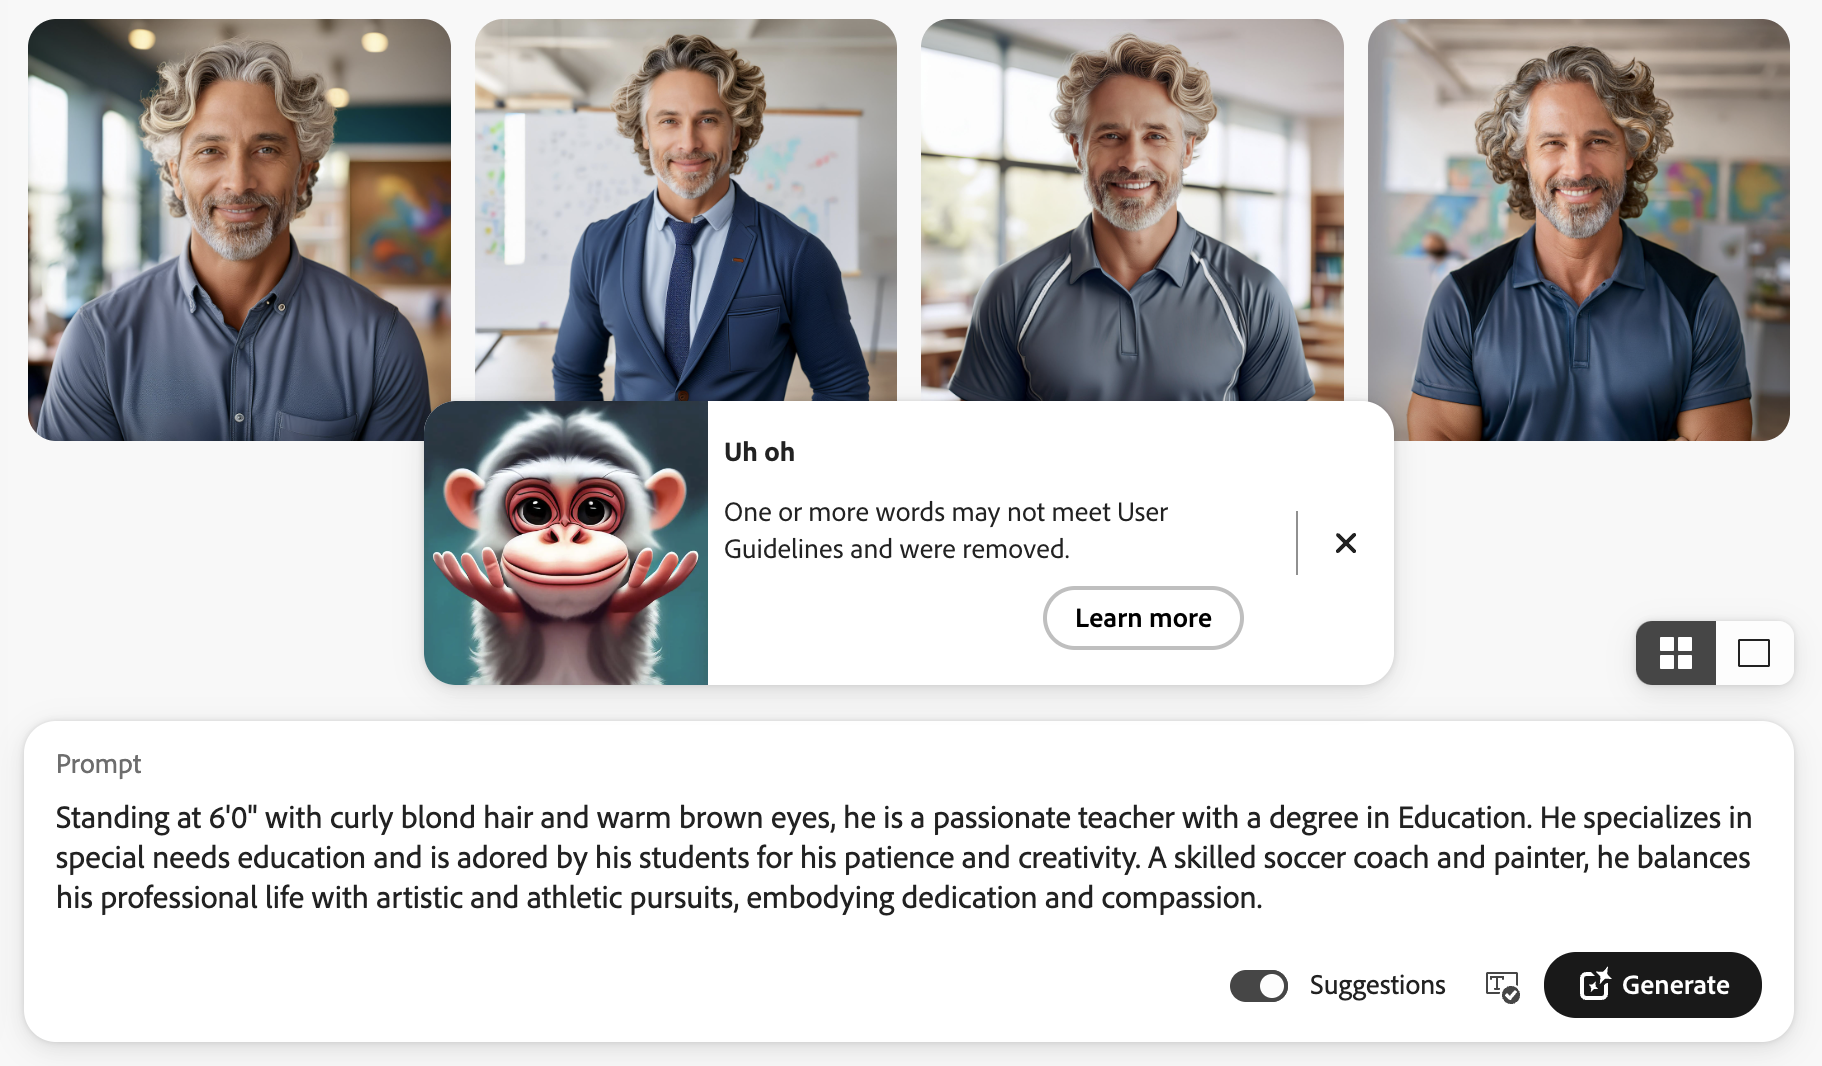 Uh oh
One or more words may not meet User
Guidelines and were removed.
Learn more
Prompt
Standing at 6'0" with curly blond hair and warm brown eyes, he is a passionate teacher with a degree in Education. He specializes in
special needs education and is adored by his students for his patience and creativity. A skilled soccer coach and painter, he balances
his professional life with artistic and athletic pursuits, embodying dedication and compassion.
Suggestions
Generate